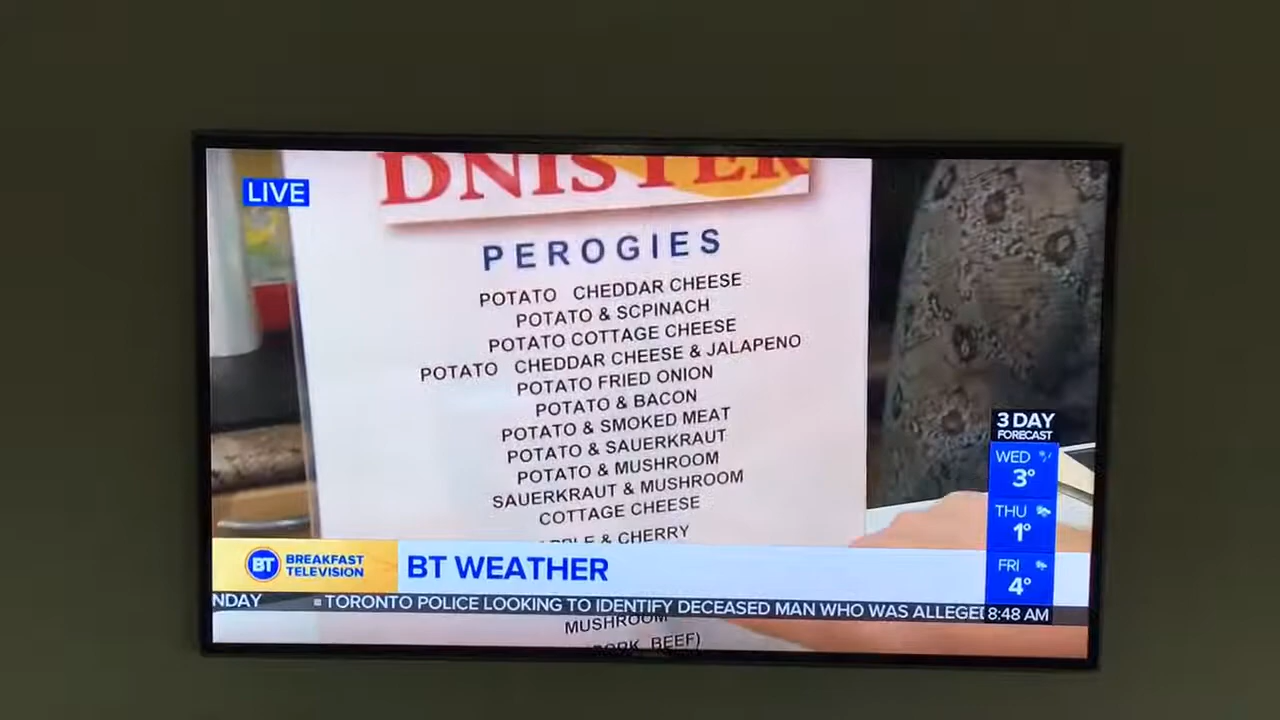 DNISTER
LIVE
PEROGIES
POTATO CHEDDAR CHEESE
POTATO & SCPINACH
POTATO COTTAGE CHEESE
POTATO CHEDDAR CHEESE & JALAPENO
POTATO FRIED ONION
POTATO & BACON
POTATO & SMOKED MEAT
POTATO & SAUERKRAUT
POTATO & MUSHROOM
SAUERKRAUT & MUSHROOM
COTTAGE CHEESE
& CHERRY
3 DAY
FORECAST
WED
3°
THU
1°
FRI
4°
BT BREAKFAST
TELEVISION
BT WEATHER
NDAY ▪ TORONTO POLICE LOOKING TO IDENTIFY DECEASED MAN WHO WAS ALLEGE 8:48 AM
MUSHROOM
BEEF)